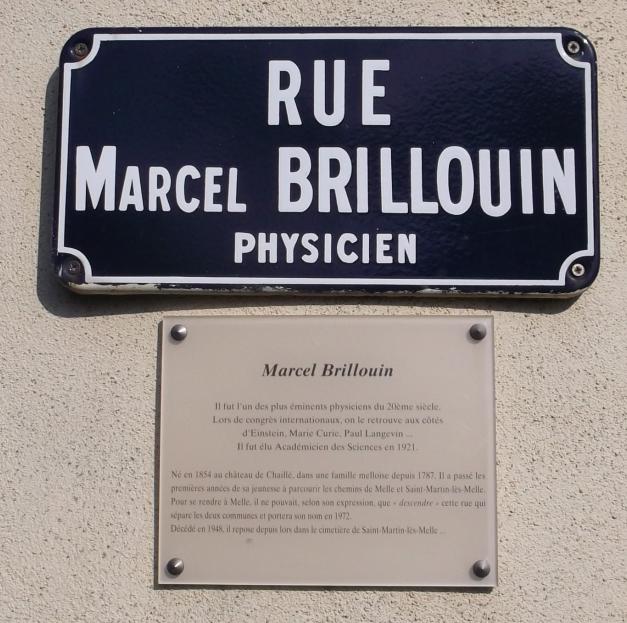 RUE
MARCEL BRILLOUIN
PHYSICIEN
Marcel Brillouin
Il fut l'un des plus éminents physiciens du 20ème siècle.
Lors de congrès internationaux, on le retrouve aux côtés
d'Einstein, Marie Curie, Paul Langevin ...
Il fut élu Académicien des Sciences en 1921.
Né en 1854 au château de Chaillé, dans une famille melloise depuis 1787. Il a passé les
premières années de sa jeunesse à parcourir les chemins de Melle et Saint-Martin-lès-Melle.
Pour se rendre à Melle, il ne pouvait, selon son expression, que « descendre » cette rue qui
sépare les deux communes et portera son nom en 1972.
Décédé en 1948, il repose depuis lors dans le cimetière de Saint-Martin-lès-Melle ...